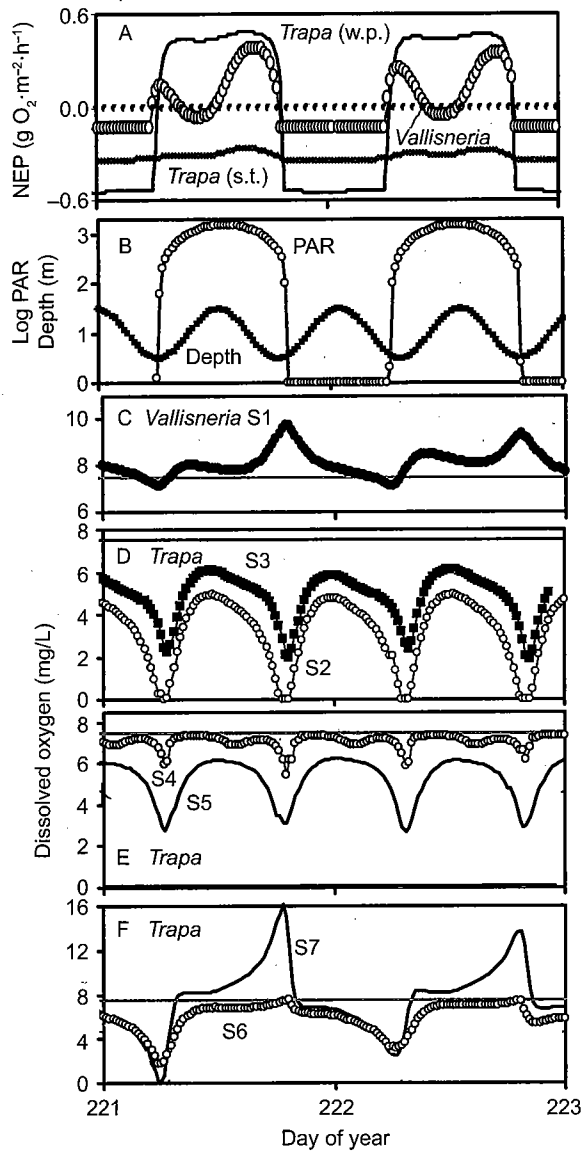 0.6
A
Trapa (w.p.)
0.0
Vallisneria
Trapa (s.t.)
−0.6
NEP (g O₂·m⁻²·h⁻¹)
3
B
PAR
2
1
Depth
0
Log PAR
Depth (m)
10
C Vallisneria S1
8
6
8
D Trapa
S3
6
4
2
S2
0
Dissolved oxygen (mg/L)
8
6
S4
S5
4
2
E Trapa
0
16
F Trapa
12
S7
8
4
S6
0
221
222
223
Day of year